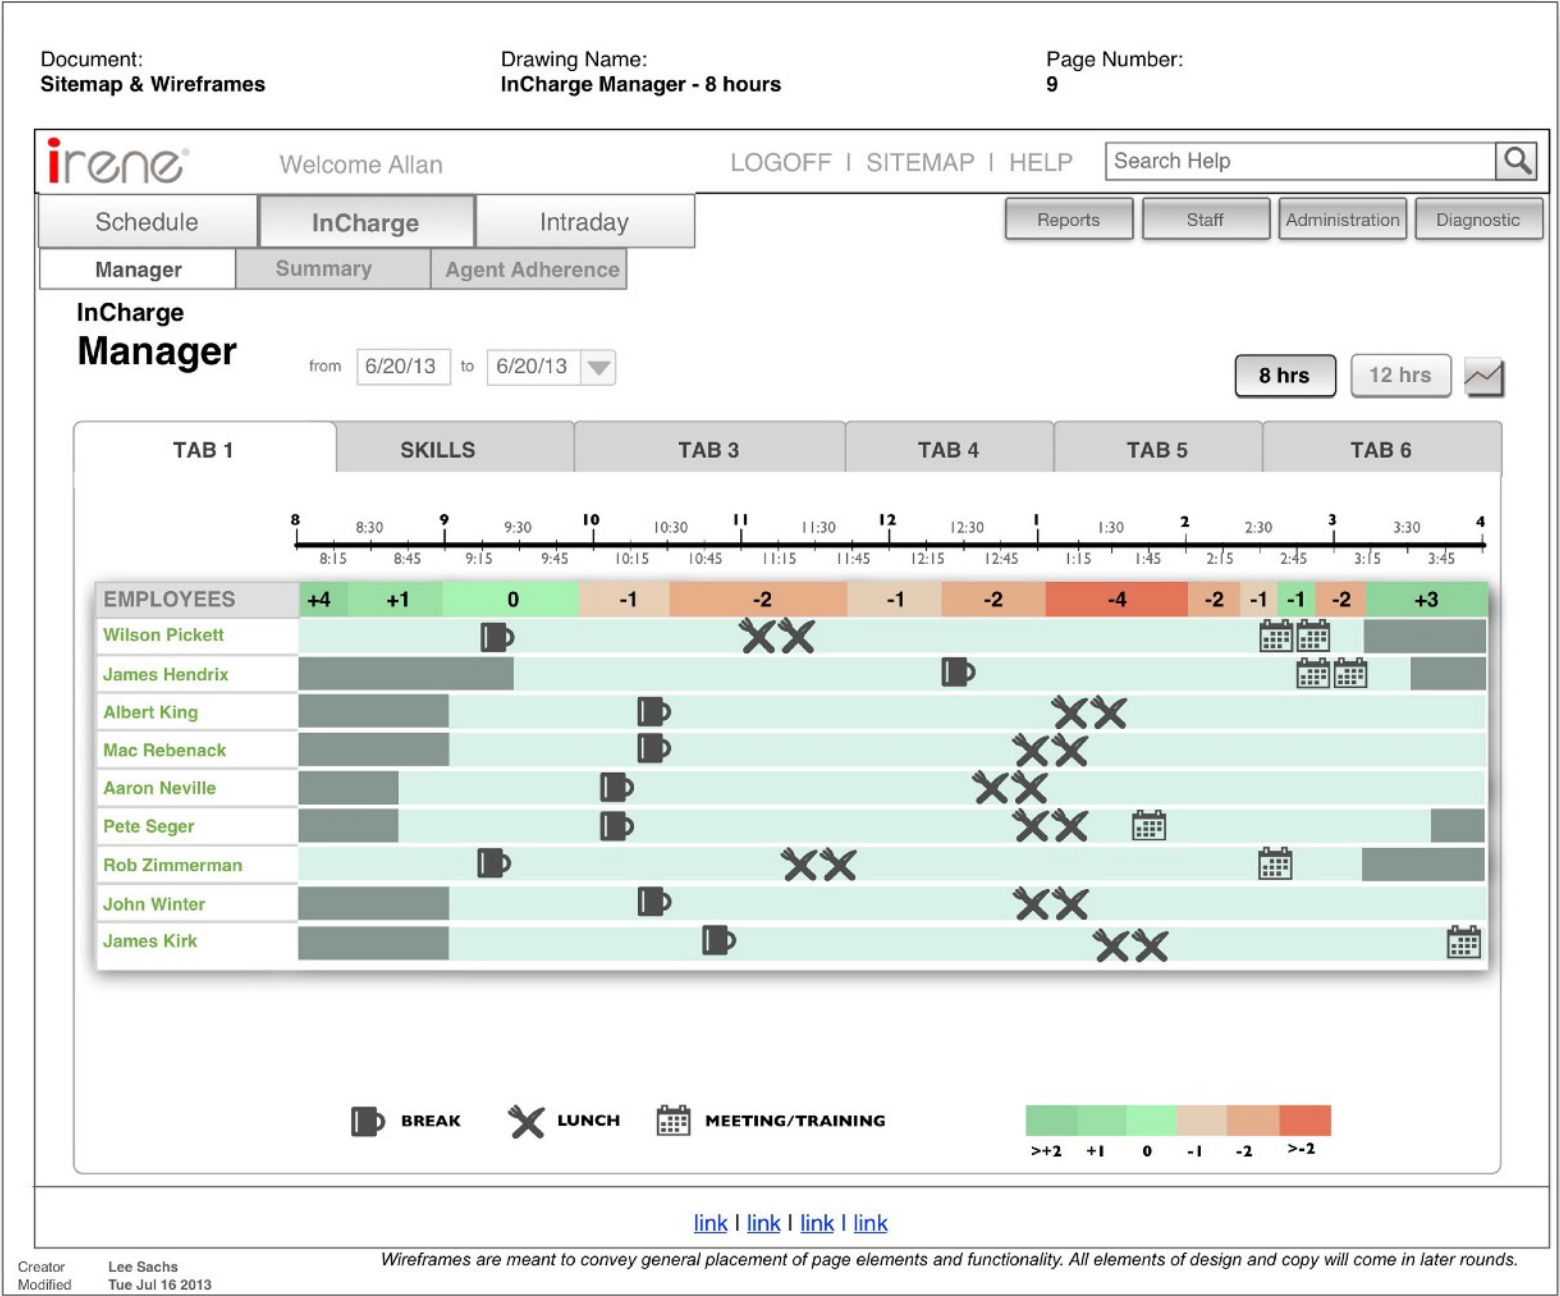 Document: Drawing Name: Page Number:
Sitemap & Wireframes InCharge Manager - 8 hours 9
irene® Welcome Allan LOGOFF | SITEMAP | HELP Search Help
Schedule InCharge Intraday Reports Staff Administration Diagnostic
Manager Summary Agent Adherence
InCharge
Manager
from 6/20/13 to 6/20/13 8 hrs 12 hrs
TAB 1 SKILLS TAB 3 TAB 4 TAB 5 TAB 6
8 8:30 9 9:30 10 10:30 11 11:30 12 12:30 1 1:30 2 2:30 3 3:30 4
8:15 8:45 9:15 9:45 10:15 10:45 11:15 11:45 12:15 12:45 1:15 1:45 2:15 2:45 3:15 3:45
EMPLOYEES +4 +1 0 -1 -2 -1 -2 -4 -2 -1 -1 -2 +3
Wilson Pickett
James Hendrix
Albert King
Mac Rebenack
Aaron Neville
Pete Seger
Rob Zimmerman
John Winter
James Kirk
BREAK LUNCH MEETING/TRAINING
>+2 +1 0 -1 -2 >-2
link | link | link | link
Wireframes are meant to convey general placement of page elements and functionality. All elements of design and copy will come in later rounds.
Creator Lee Sachs
Modified Tue Jul 16 2013